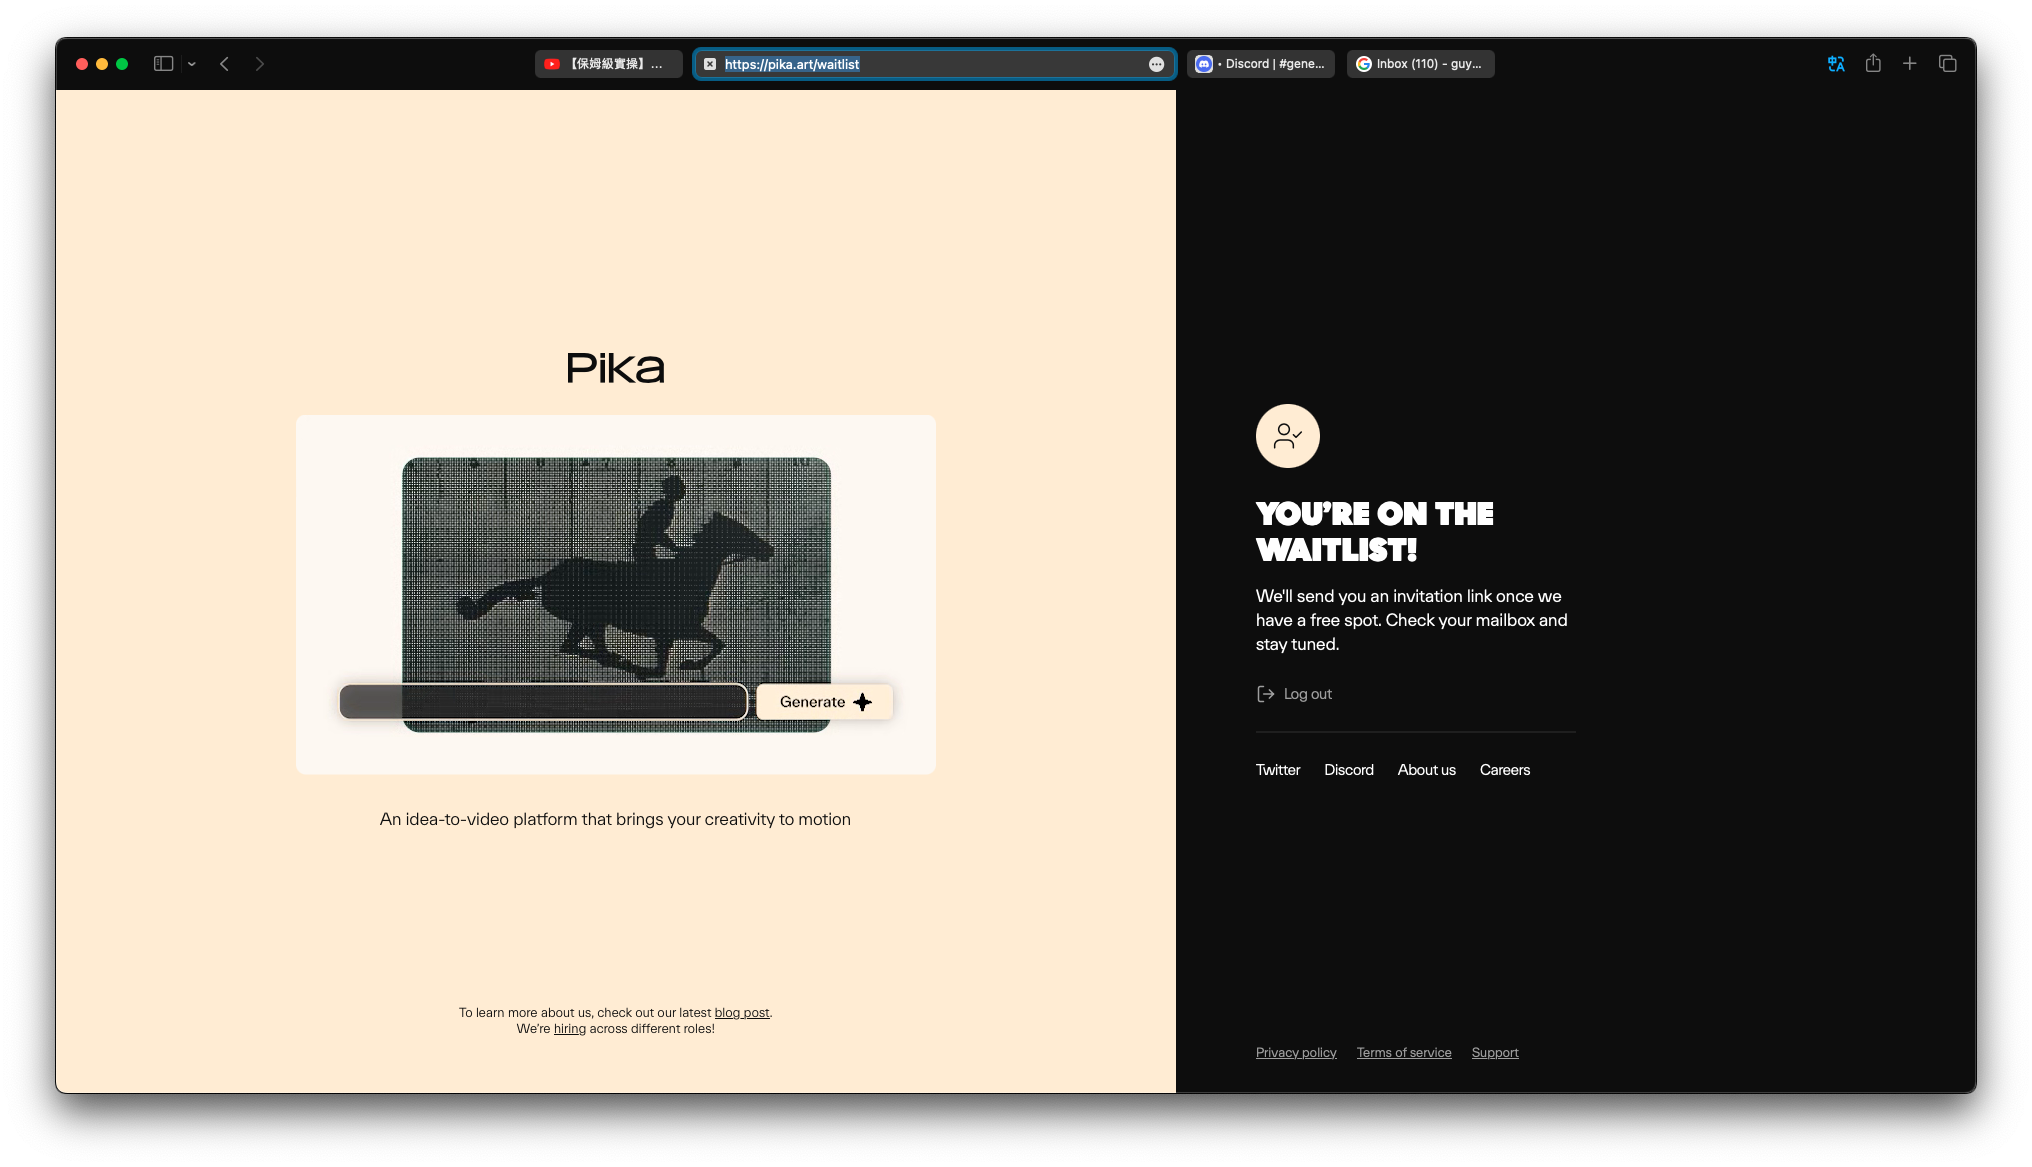 【保姆級實操】...
https://pika.art/waitlist
• Discord | #gene...
Inbox (110) - guy...
Pika
Generate
An idea-to-video platform that brings your creativity to motion
To learn more about us, check out our latest blog post.
We're hiring across different roles!
YOU'RE ON THE
WAITLIST!
We'll send you an invitation link once we
have a free spot. Check your mailbox and
stay tuned.
Log out
Twitter Discord About us Careers
Privacy policy Terms of service Support